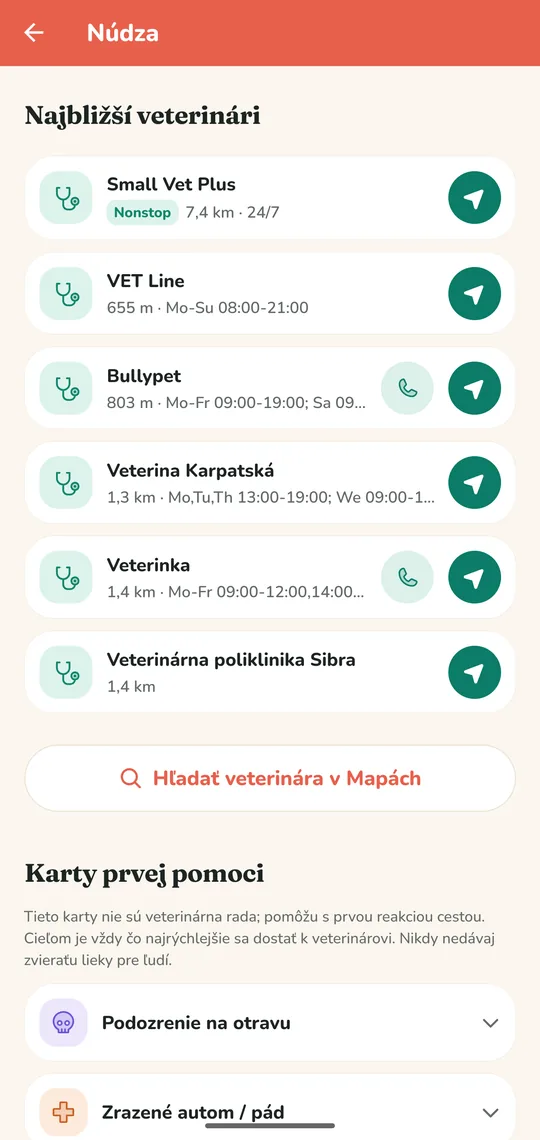 Núdza
Najbližší veterinári
Small Vet Plus
Nonstop 7,4 km · 24/7
VET Line
655 m · Mo-Su 08:00-21:00
Bullypet
803 m · Mo-Fr 09:00-19:00; Sa 09...
Veterina Karpatská
1,3 km · Mo,Tu,Th 13:00-19:00; We 09:00-1...
Veterinka
1,4 km · Mo-Fr 09:00-12:00,14:00...
Veterinárna poliklinika Sibra
1,4 km
Hľadať veterinára v Mapách
Karty prvej pomoci
Tieto karty nie sú veterinárna rada; pomôžu s prvou reakciou cestou.
Cieľom je vždy čo najrýchlejšie sa dostať k veterinárovi. Nikdy nedávaj
zvieraťu lieky pre ľudí.
Podozrenie na otravu
Zrazené autom / pád